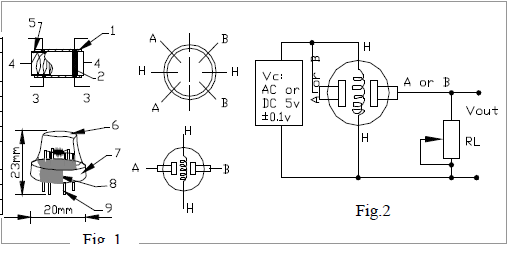 5
1
4
4
2
3
3
6
7
8
9
23mm
20mm
Fig. 1
A
B
H
H
A
B
H
A
B
H
Vc:
AC or
DC 5v
±0.1v
A or B
H
H
A or B
Vout
RL
Fig.2